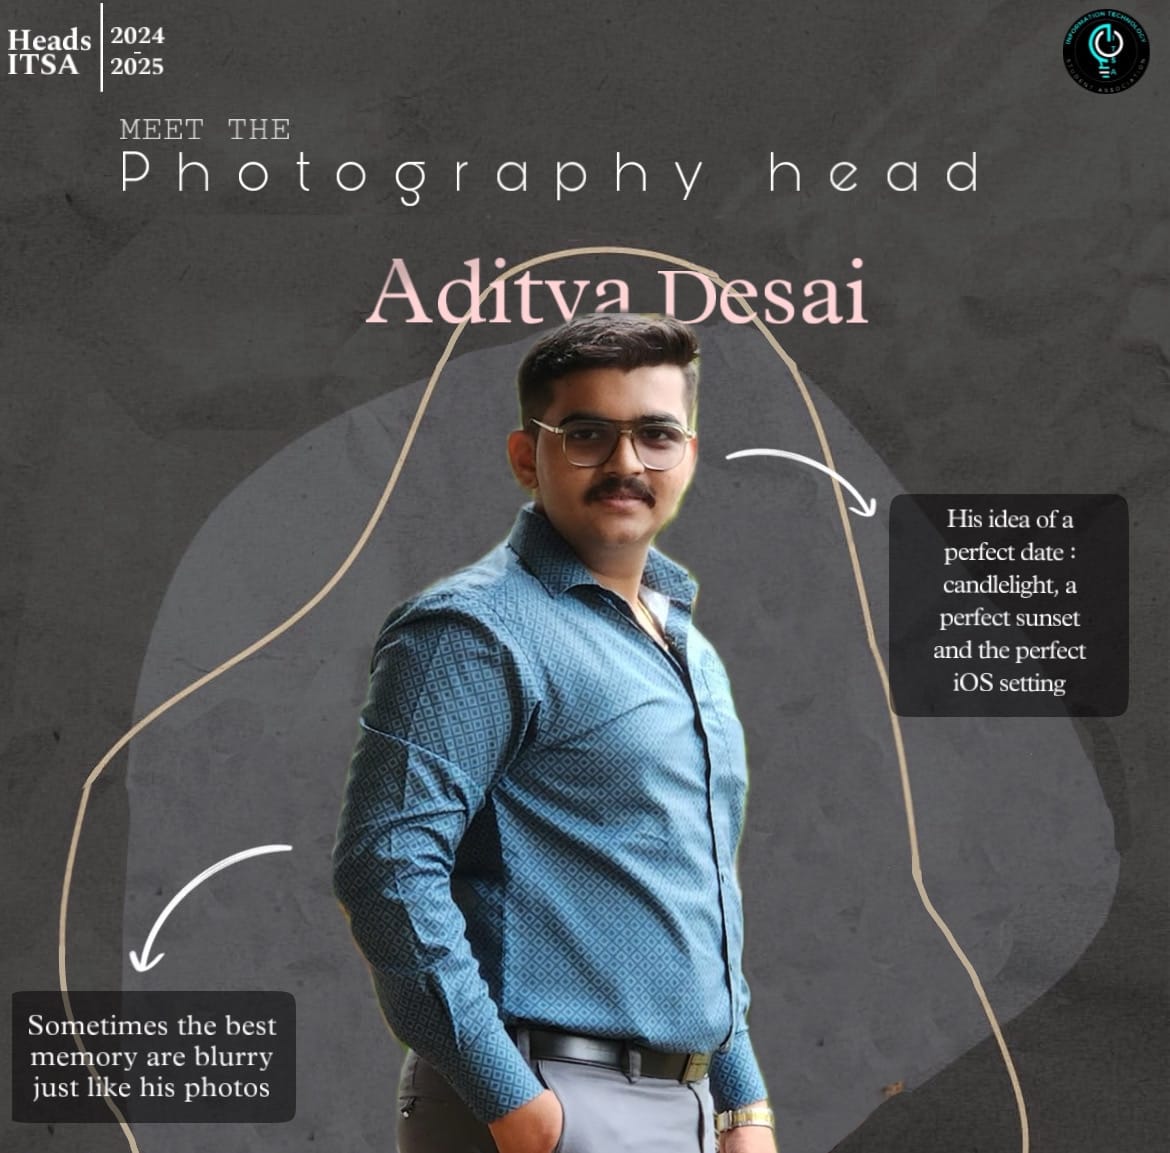 Heads
ITSA
2024
-
2025
INFORMATION TECHNOLOGY
STUDENT ASSOCIATION
MEET THE
Photography head
Aditya Desai
His idea of a
perfect date :
candlelight, a
perfect sunset
and the perfect
iOS setting
Sometimes the best
memory are blurry
just like his photos